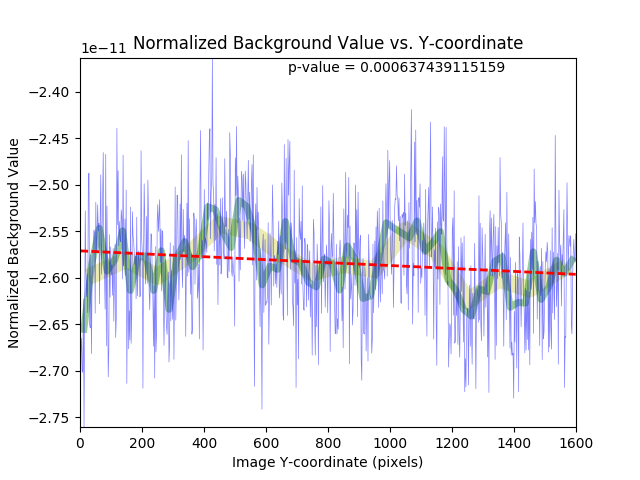 Normalized Background Value vs. Y-coordinate
1e−11
p-value = 0.000637439115159
−2.40
−2.45
−2.50
−2.55
−2.60
−2.65
−2.70
−2.75
Normalized Background Value
0 200 400 600 800 1000 1200 1400 1600
Image Y-coordinate (pixels)